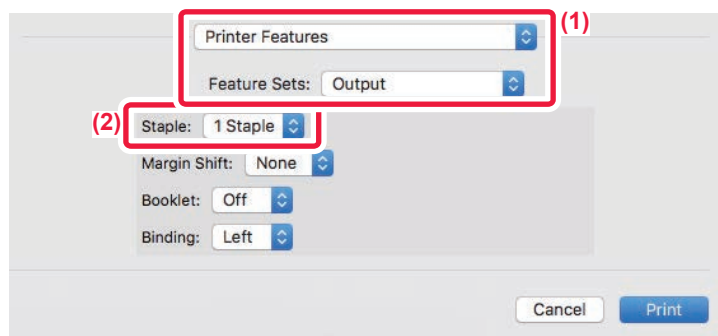 Printer Features
(1)
Feature Sets: Output
(2)
Staple: 1 Staple
Margin Shift: None
Booklet: Off
Binding: Left
Cancel Print